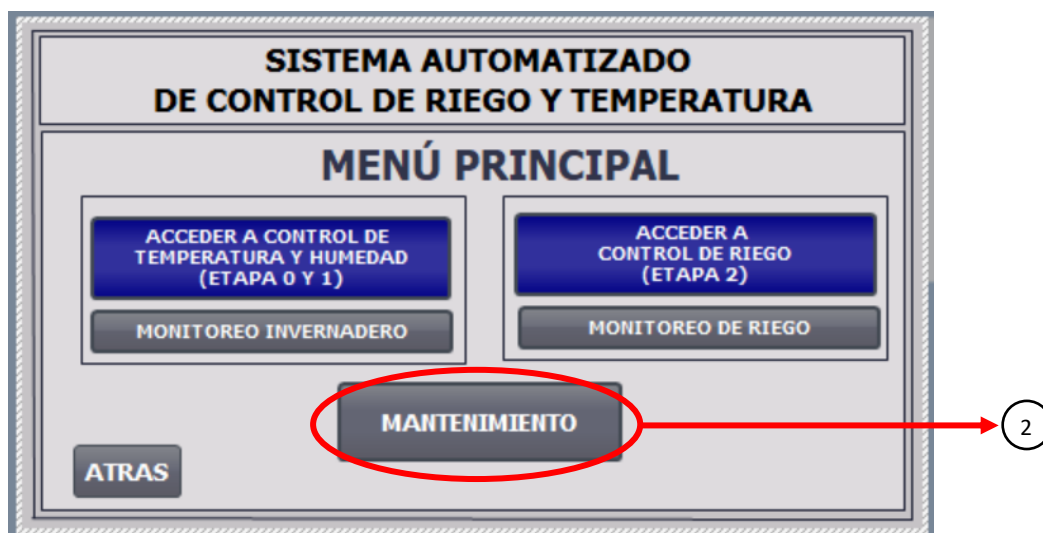 SISTEMA AUTOMATIZADO
DE CONTROL DE RIEGO Y TEMPERATURA
MENÚ PRINCIPAL
ACCEDER A CONTROL DE
TEMPERATURA Y HUMEDAD
(ETAPA 0 Y 1)
MONITOREO INVERNADERO
ACCEDER A
CONTROL DE RIEGO
(ETAPA 2)
MONITOREO DE RIEGO
MANTENIMIENTO
2
ATRAS